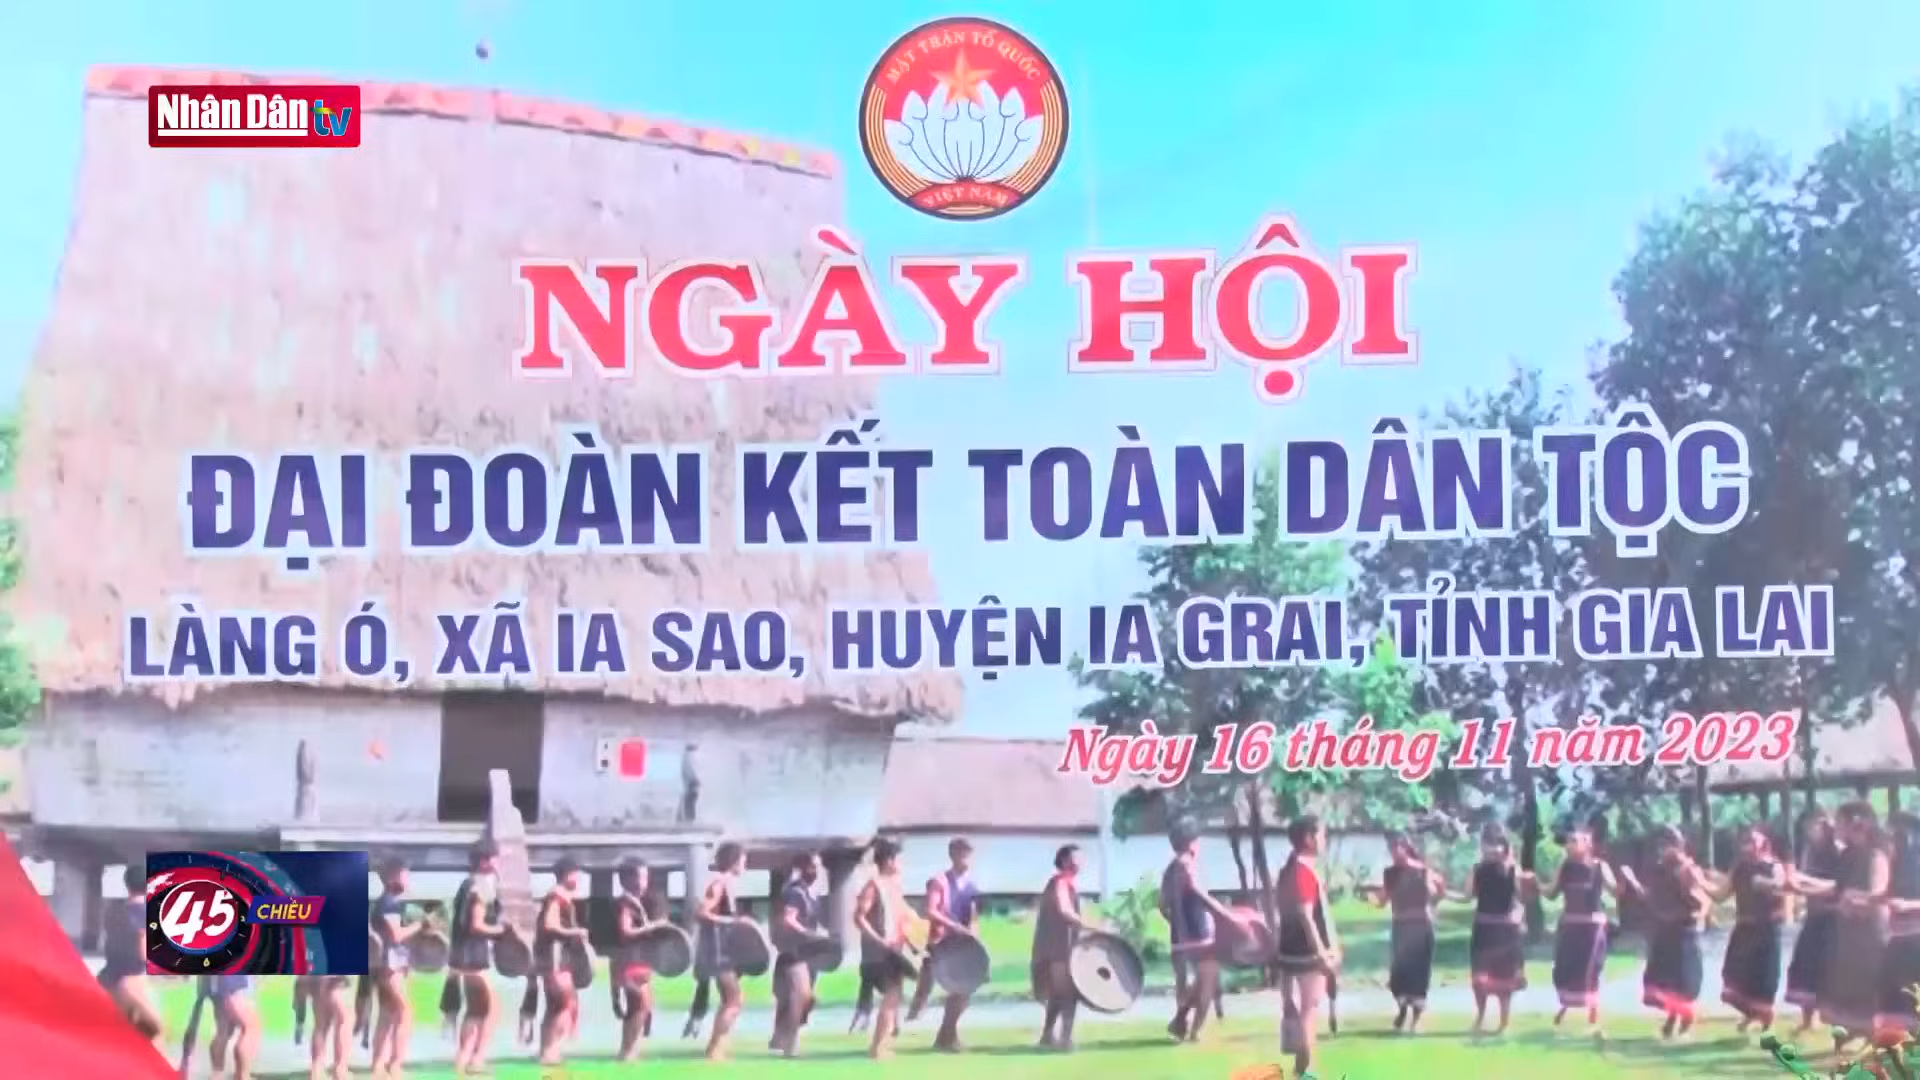 Nhân Dân tv
MẶT TRẬN TỔ QUỐC
VIỆT NAM
NGÀY HỘI
ĐẠI ĐOÀN KẾT TOÀN DÂN TỘC
LÀNG Ó, XÃ IA SAO, HUYỆN IA GRAI, TỈNH GIA LAI
Ngày 16 tháng 11 năm 2023
45 CHIỀU